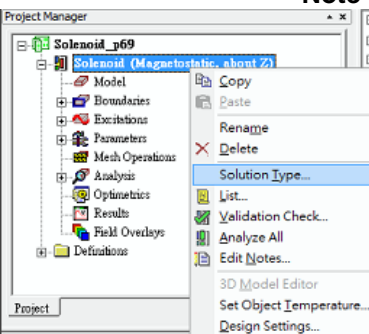 Note
Project Manager
Solenoid_p69
Solenoid (Magnetostatic, about Z)
Model
Boundaries
Excitations
Parameters
Mesh Operations
Analysis
Optimetrics
Results
Field Overlays
Definitions
Project
Copy
Paste
Rename
Delete
Solution Type...
List...
Validation Check...
Analyze All
Edit Notes...
3D Model Editor
Set Object Temperature...
Design Settings...